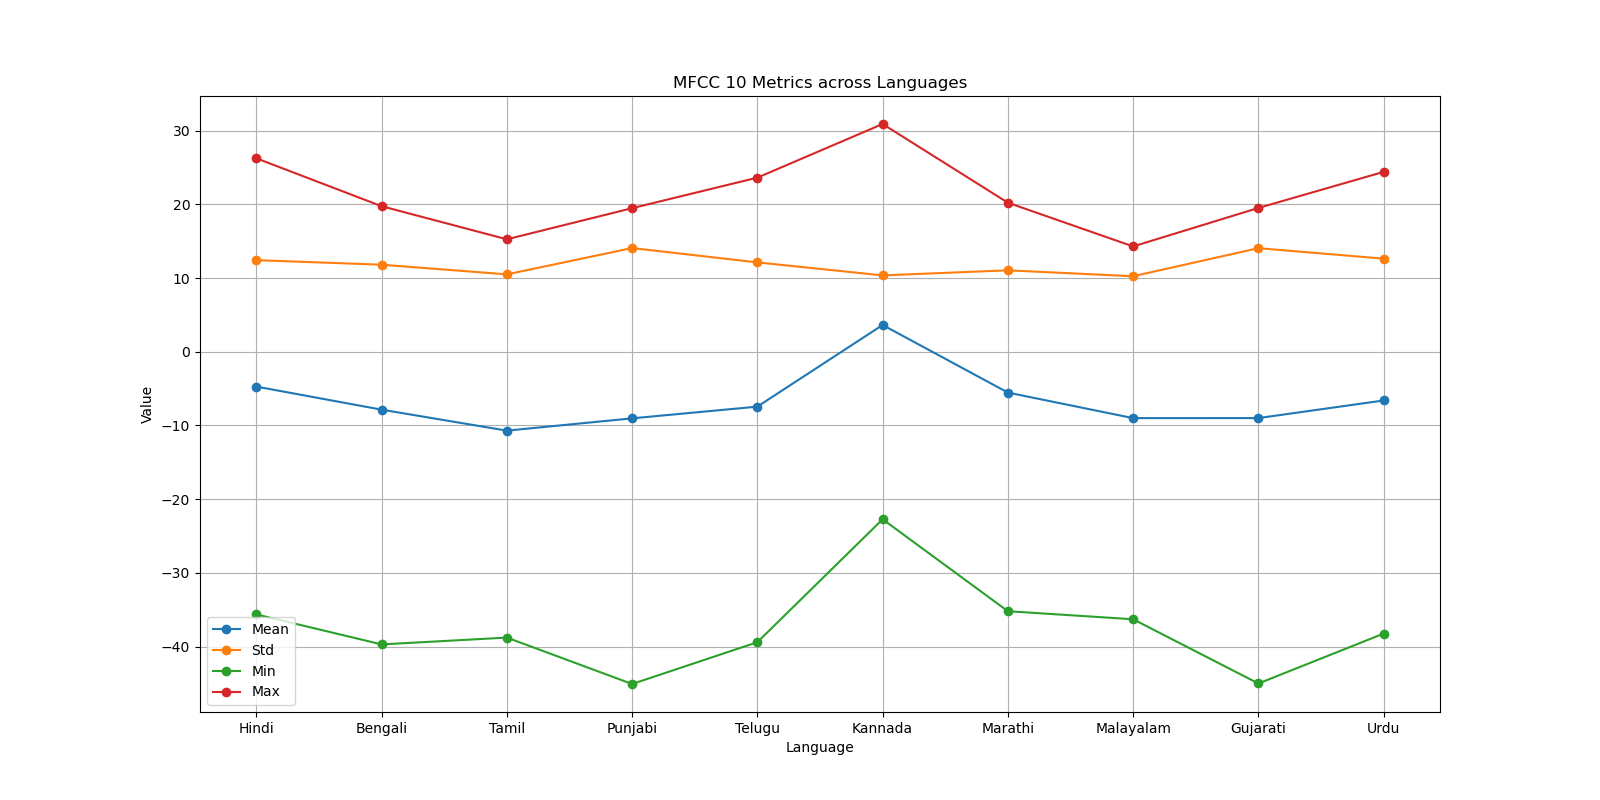 MFCC 10 Metrics across Languages
30
20
10
0
−10
−20
−30
−40
Value
Mean
Std
Min
Max
Hindi Bengali Tamil Punjabi Telugu Kannada Marathi Malayalam Gujarati Urdu
Language